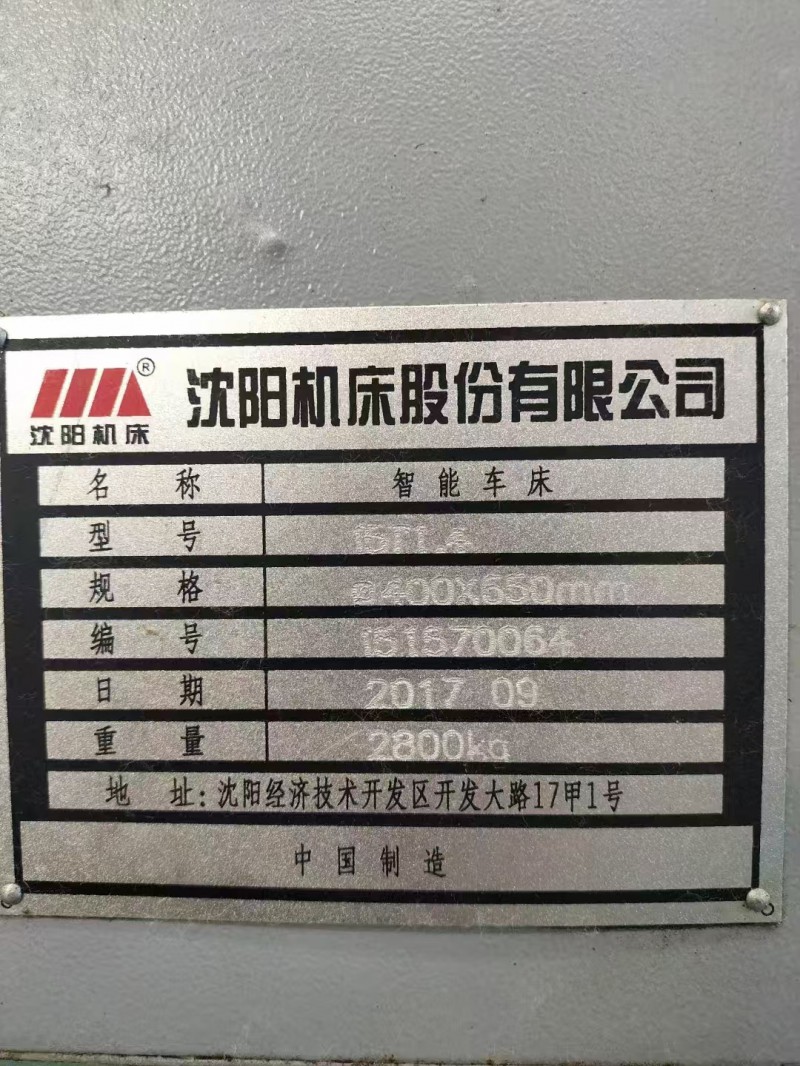 沈阳机床®
沈阳机床股份有限公司
名 称 智能车床
型 号
规 格 Ø400X650mm
编 号 151570064
日 期 2017 09
重 量 2800kg
地 址：沈阳经济技术开发区开发大路17甲1号
中国制造